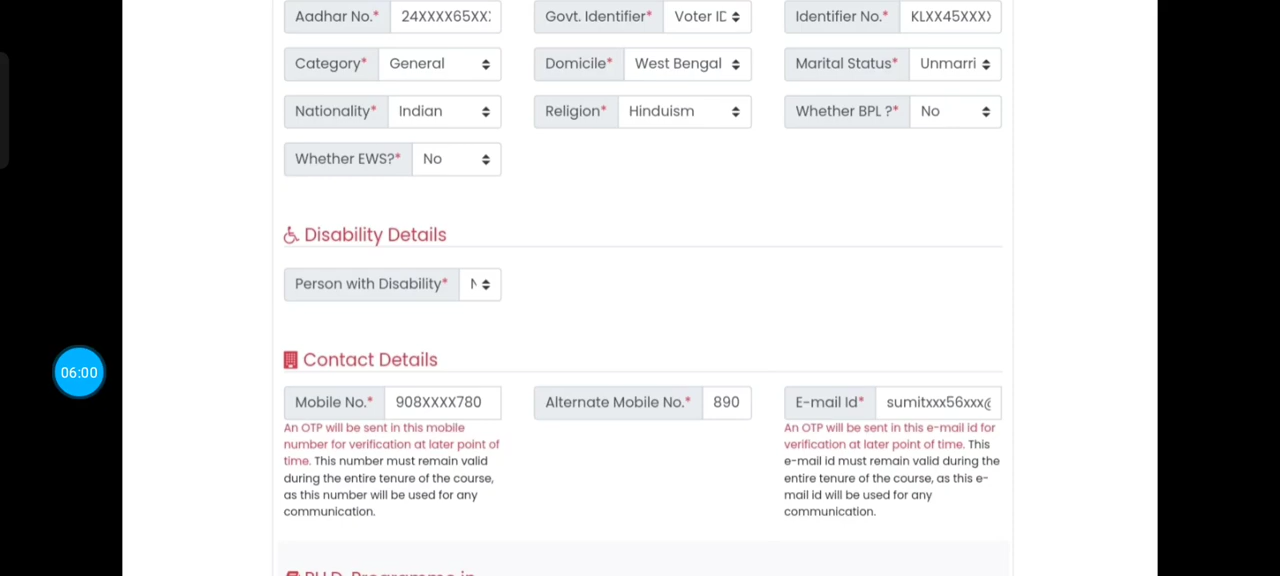 Aadhar No.* 24XXXX65XX Govt. Identifier* Voter ID Identifier No.* KLXX45XXX
Category* General Domicile* West Bengal Marital Status* Unmarri
Nationality* Indian Religion* Hinduism Whether BPL ?* No
Whether EWS?* No
Disability Details
Person with Disability* N
06:00
Contact Details
Mobile No.* 908XXXX780 Alternate Mobile No.* 890 E-mail Id* sumitxxx56xxx@
An OTP will be sent in this mobile
number for verification at later point of
time. This number must remain valid
during the entire tenure of the course,
as this number will be used for any
communication.
An OTP will be sent in this e-mail id for
verification at later point of time. This
e-mail id must remain valid during the
entire tenure of the course, as this e-
mail id will be used for any
communication.
Ph.D. Programme in